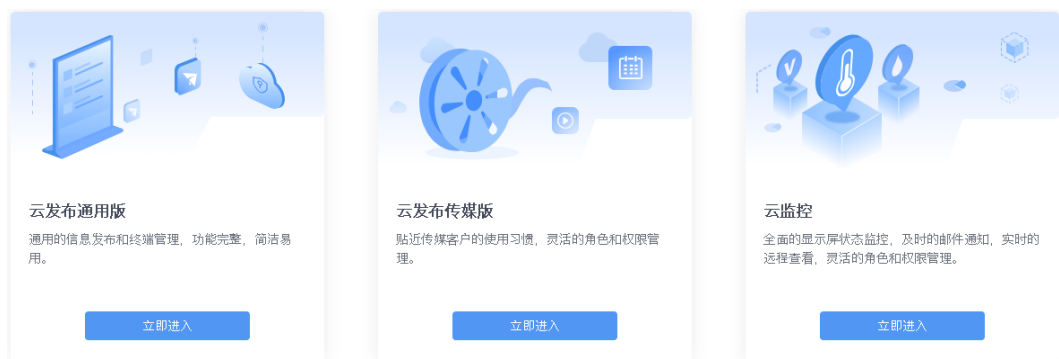 云发布通用版
通用的信息发布和终端管理，功能完整，简洁易
用。
立即进入
云发布传媒版
贴近传媒客户的使用习惯，灵活的角色和权限管
理。
立即进入
云监控
全面的显示屏状态监控，及时的邮件通知，实时的
远程查看，灵活的角色和权限管理。
立即进入